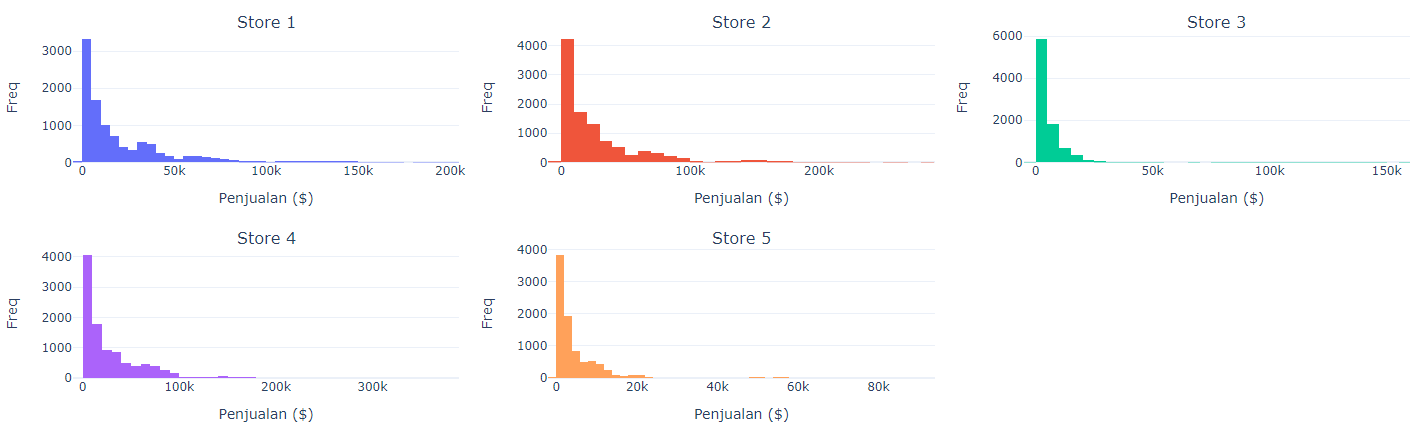 Store 1
Store 2
Store 3
Freq
3000
2000
1000
0
0
50k
100k
150k
200k
Penjualan ($)
Freq
4000
3000
2000
1000
0
0
100k
200k
Penjualan ($)
Freq
6000
4000
2000
0
0
50k
100k
150k
Penjualan ($)
Store 4
Store 5
Freq
4000
3000
2000
1000
0
0
100k
200k
300k
Penjualan ($)
Freq
4000
3000
2000
1000
0
0
20k
40k
60k
80k
Penjualan ($)